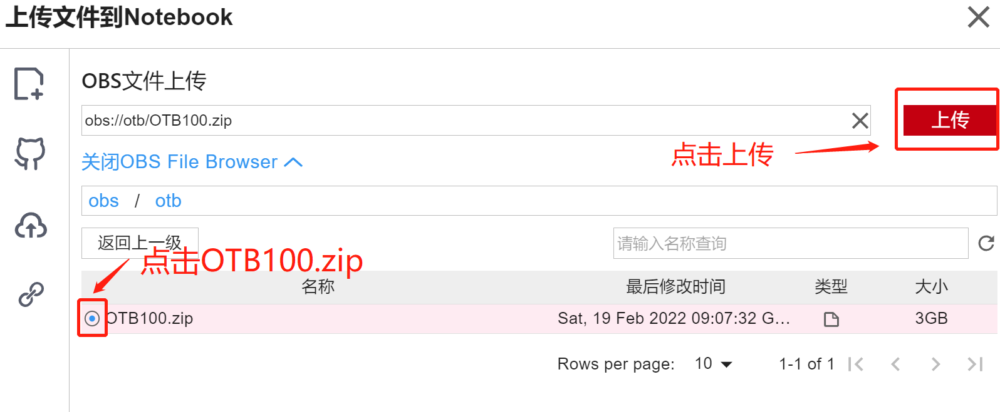 上传文件到Notebook
OBS文件上传
obs://otb/OTB100.zip
上传
点击上传
关闭OBS File Browser
obs / otb
返回上一级
请输入名称查询
点击OTB100.zip
名称 最后修改时间 类型 大小
OTB100.zip Sat, 19 Feb 2022 09:07:32 G... 3GB
Rows per page: 10 1-1 of 1